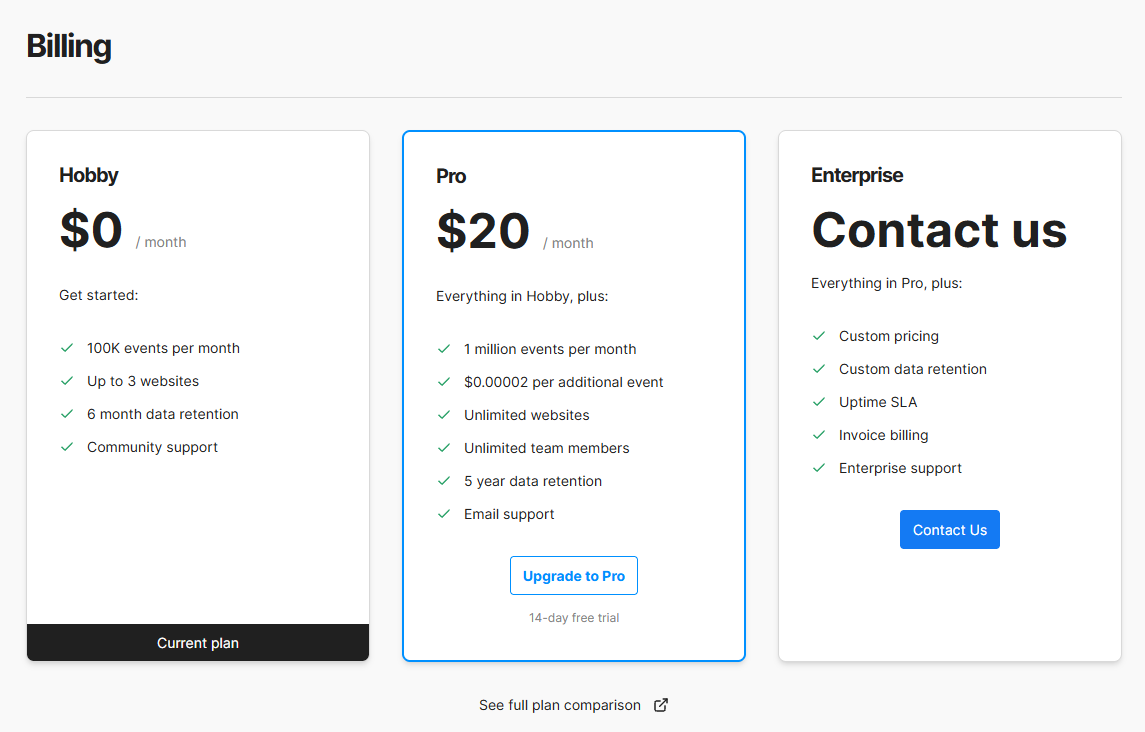 Billing
Hobby
$0 / month
Get started:
100K events per month
Up to 3 websites
6 month data retention
Community support
Current plan
Pro
$20 / month
Everything in Hobby, plus:
1 million events per month
$0.00002 per additional event
Unlimited websites
Unlimited team members
5 year data retention
Email support
Upgrade to Pro
14-day free trial
Enterprise
Contact us
Everything in Pro, plus:
Custom pricing
Custom data retention
Uptime SLA
Invoice billing
Enterprise support
Contact Us
See full plan comparison